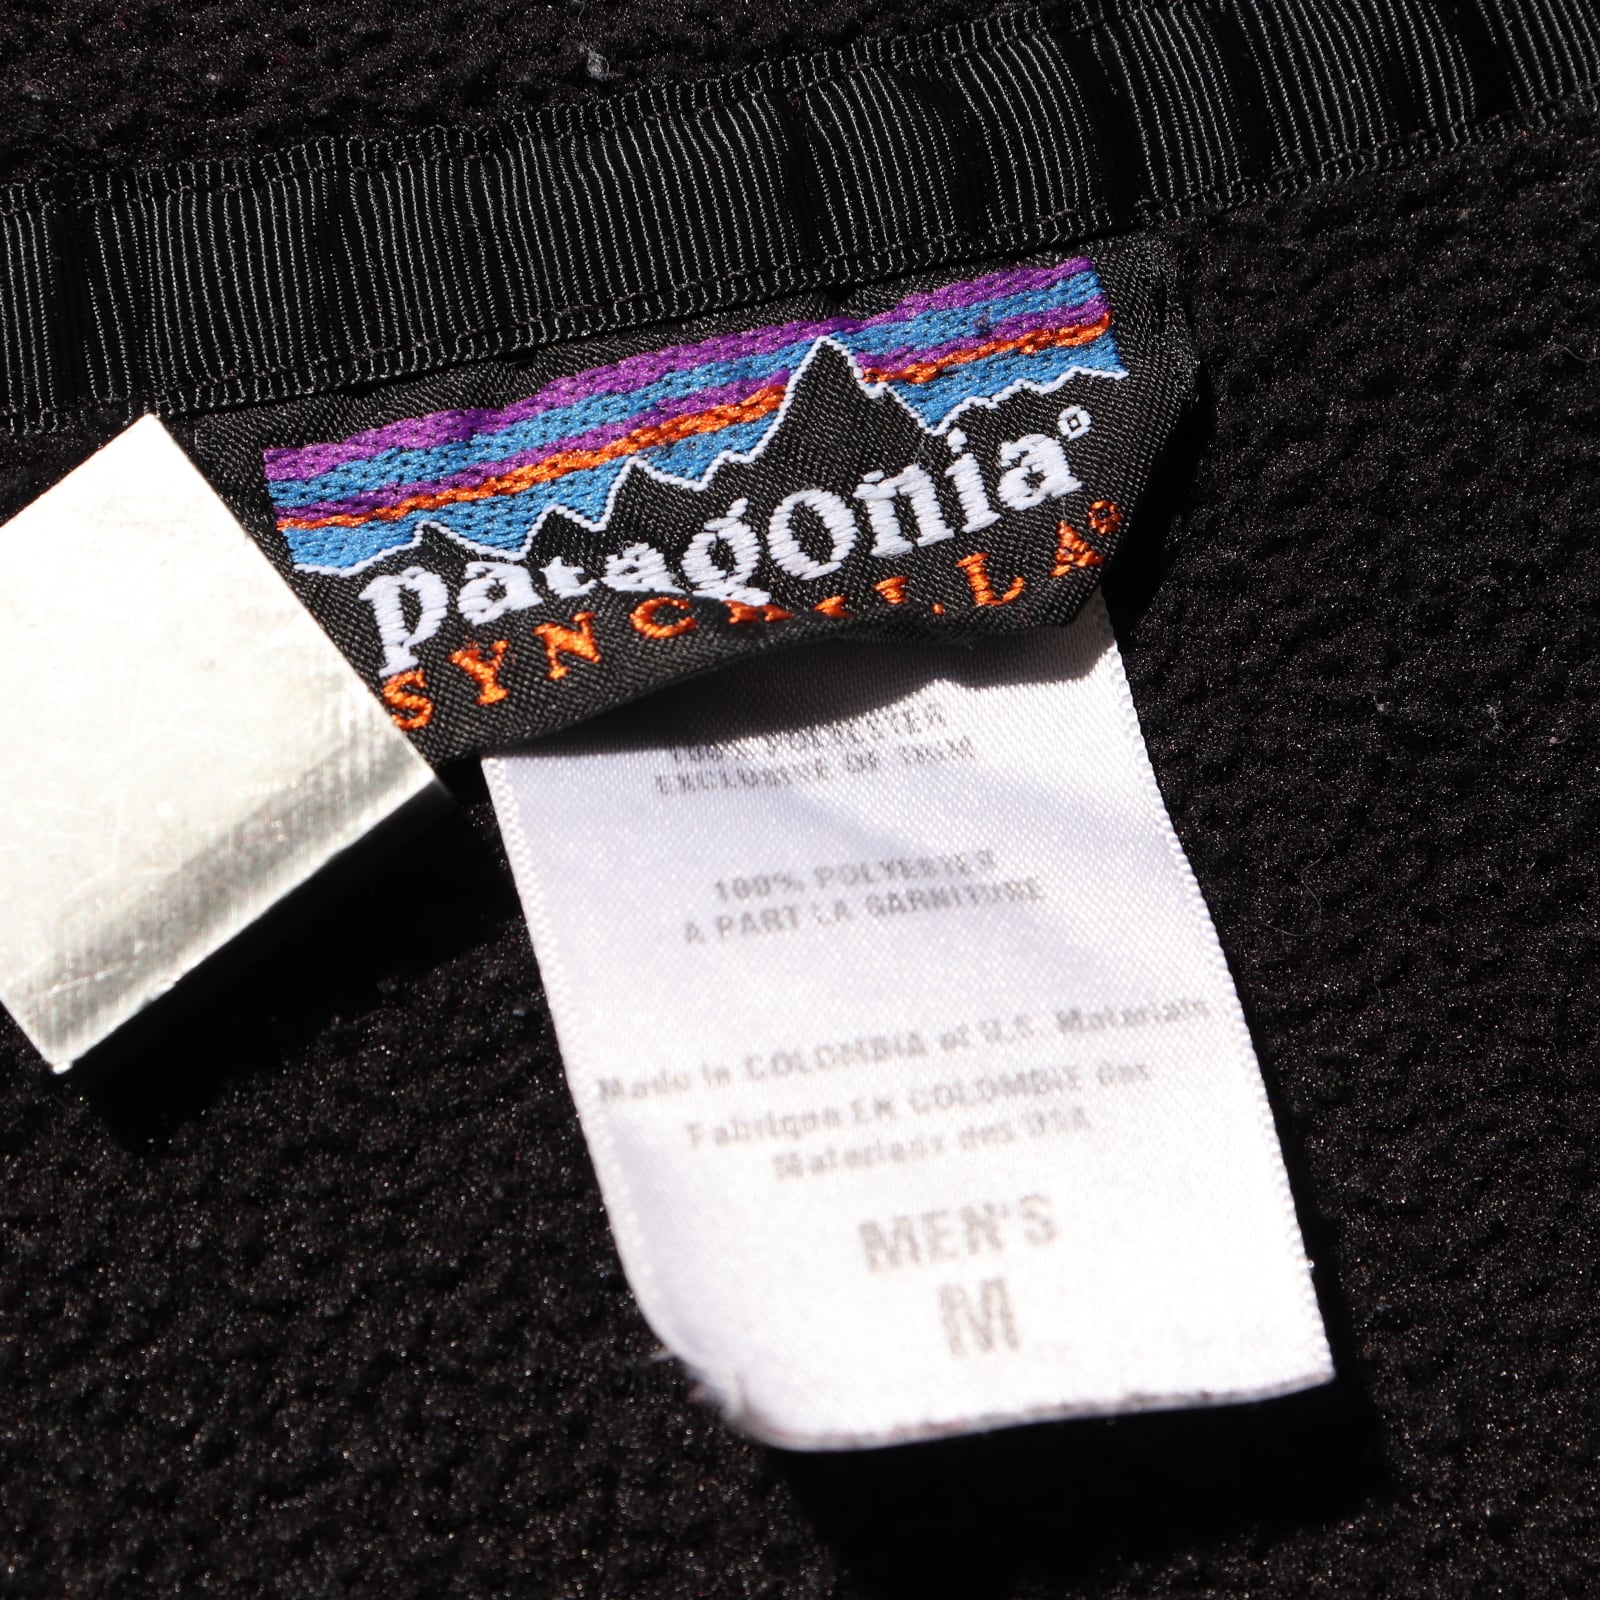 patagonia®
SYNCHILLA®
100% POLYESTER
EXCLUSIVE OF TRIM
100% POLYESTER
A PART LA GARNITURE
Made in COLOMBIA of U.S. Materials
Fabrique EN COLOMBIE des
Materiaux des USA
MEN'S
M